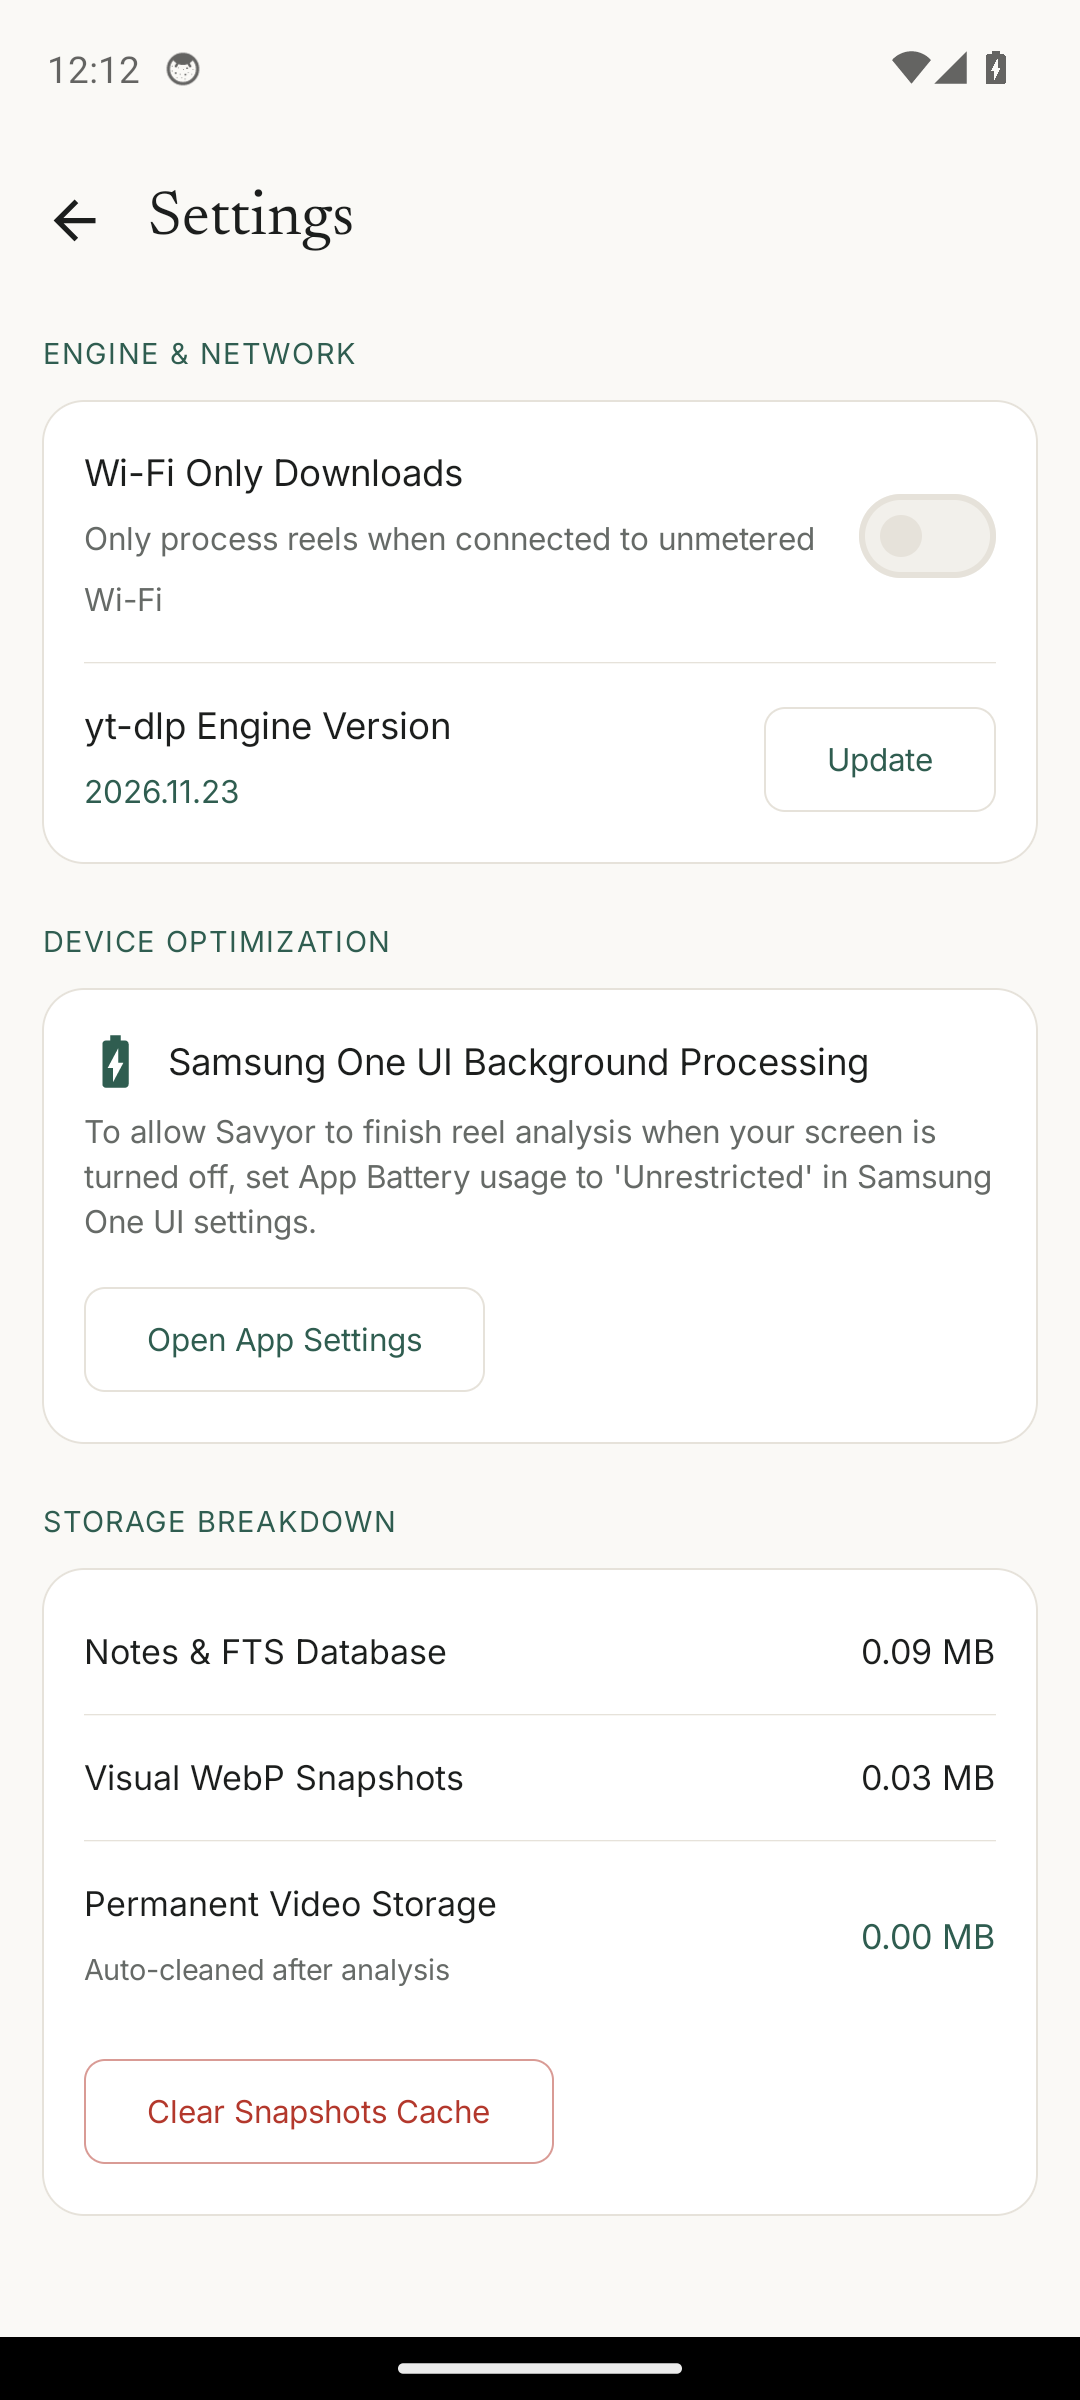 12:12
Settings
ENGINE & NETWORK
Wi-Fi Only Downloads
Only process reels when connected to unmetered
Wi-Fi
yt-dlp Engine Version
2026.11.23
Update
DEVICE OPTIMIZATION
Samsung One UI Background Processing
To allow Savyor to finish reel analysis when your screen is
turned off, set App Battery usage to 'Unrestricted' in Samsung
One UI settings.
Open App Settings
STORAGE BREAKDOWN
Notes & FTS Database
0.09 MB
Visual WebP Snapshots
0.03 MB
Permanent Video Storage
Auto-cleaned after analysis
0.00 MB
Clear Snapshots Cache